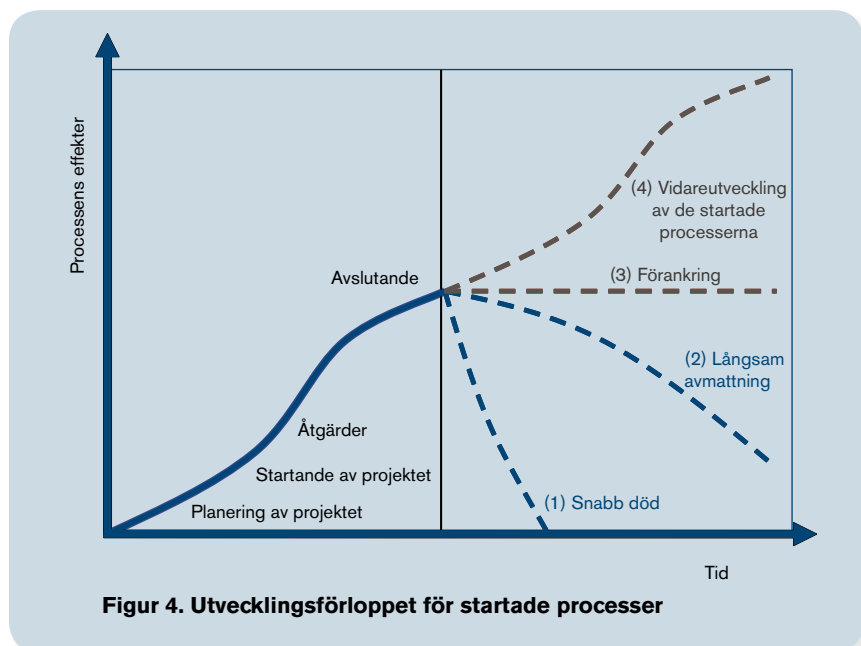 Processens effekter
(4) Vidareutveckling
av de startade
processerna
(3) Förankring
Avslutande
(2) Långsam
avmattning
Åtgärder
Startande av projektet
(1) Snabb död
Planering av projektet
Tid
Figur 4. Utvecklingsförloppet för startade processer